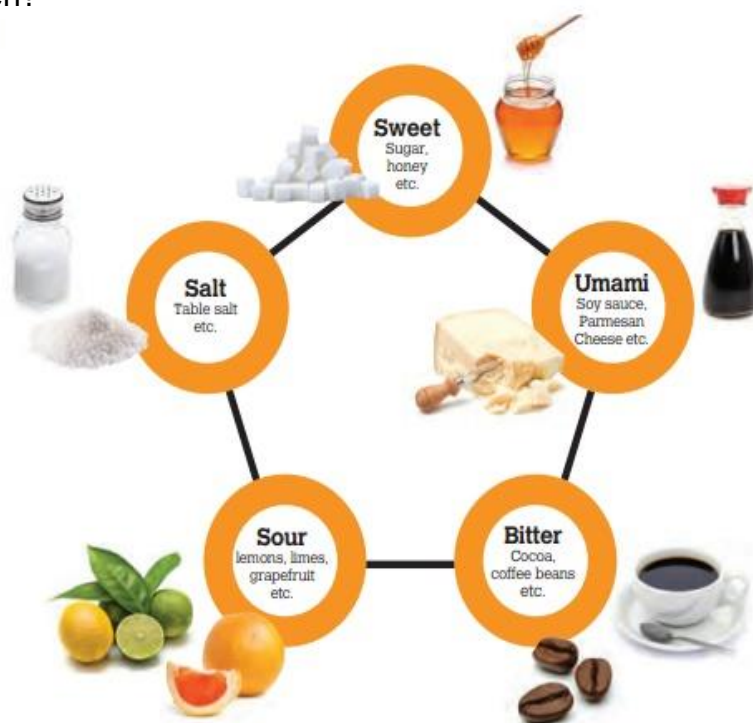 Sweet
Sugar,
honey
etc.
Salt
Table salt
etc.
Umami
Soy sauce,
Parmesan
Cheese etc.
Sour
lemons, limes,
grapefruit
etc.
Bitter
Cocoa,
coffee beans
etc.